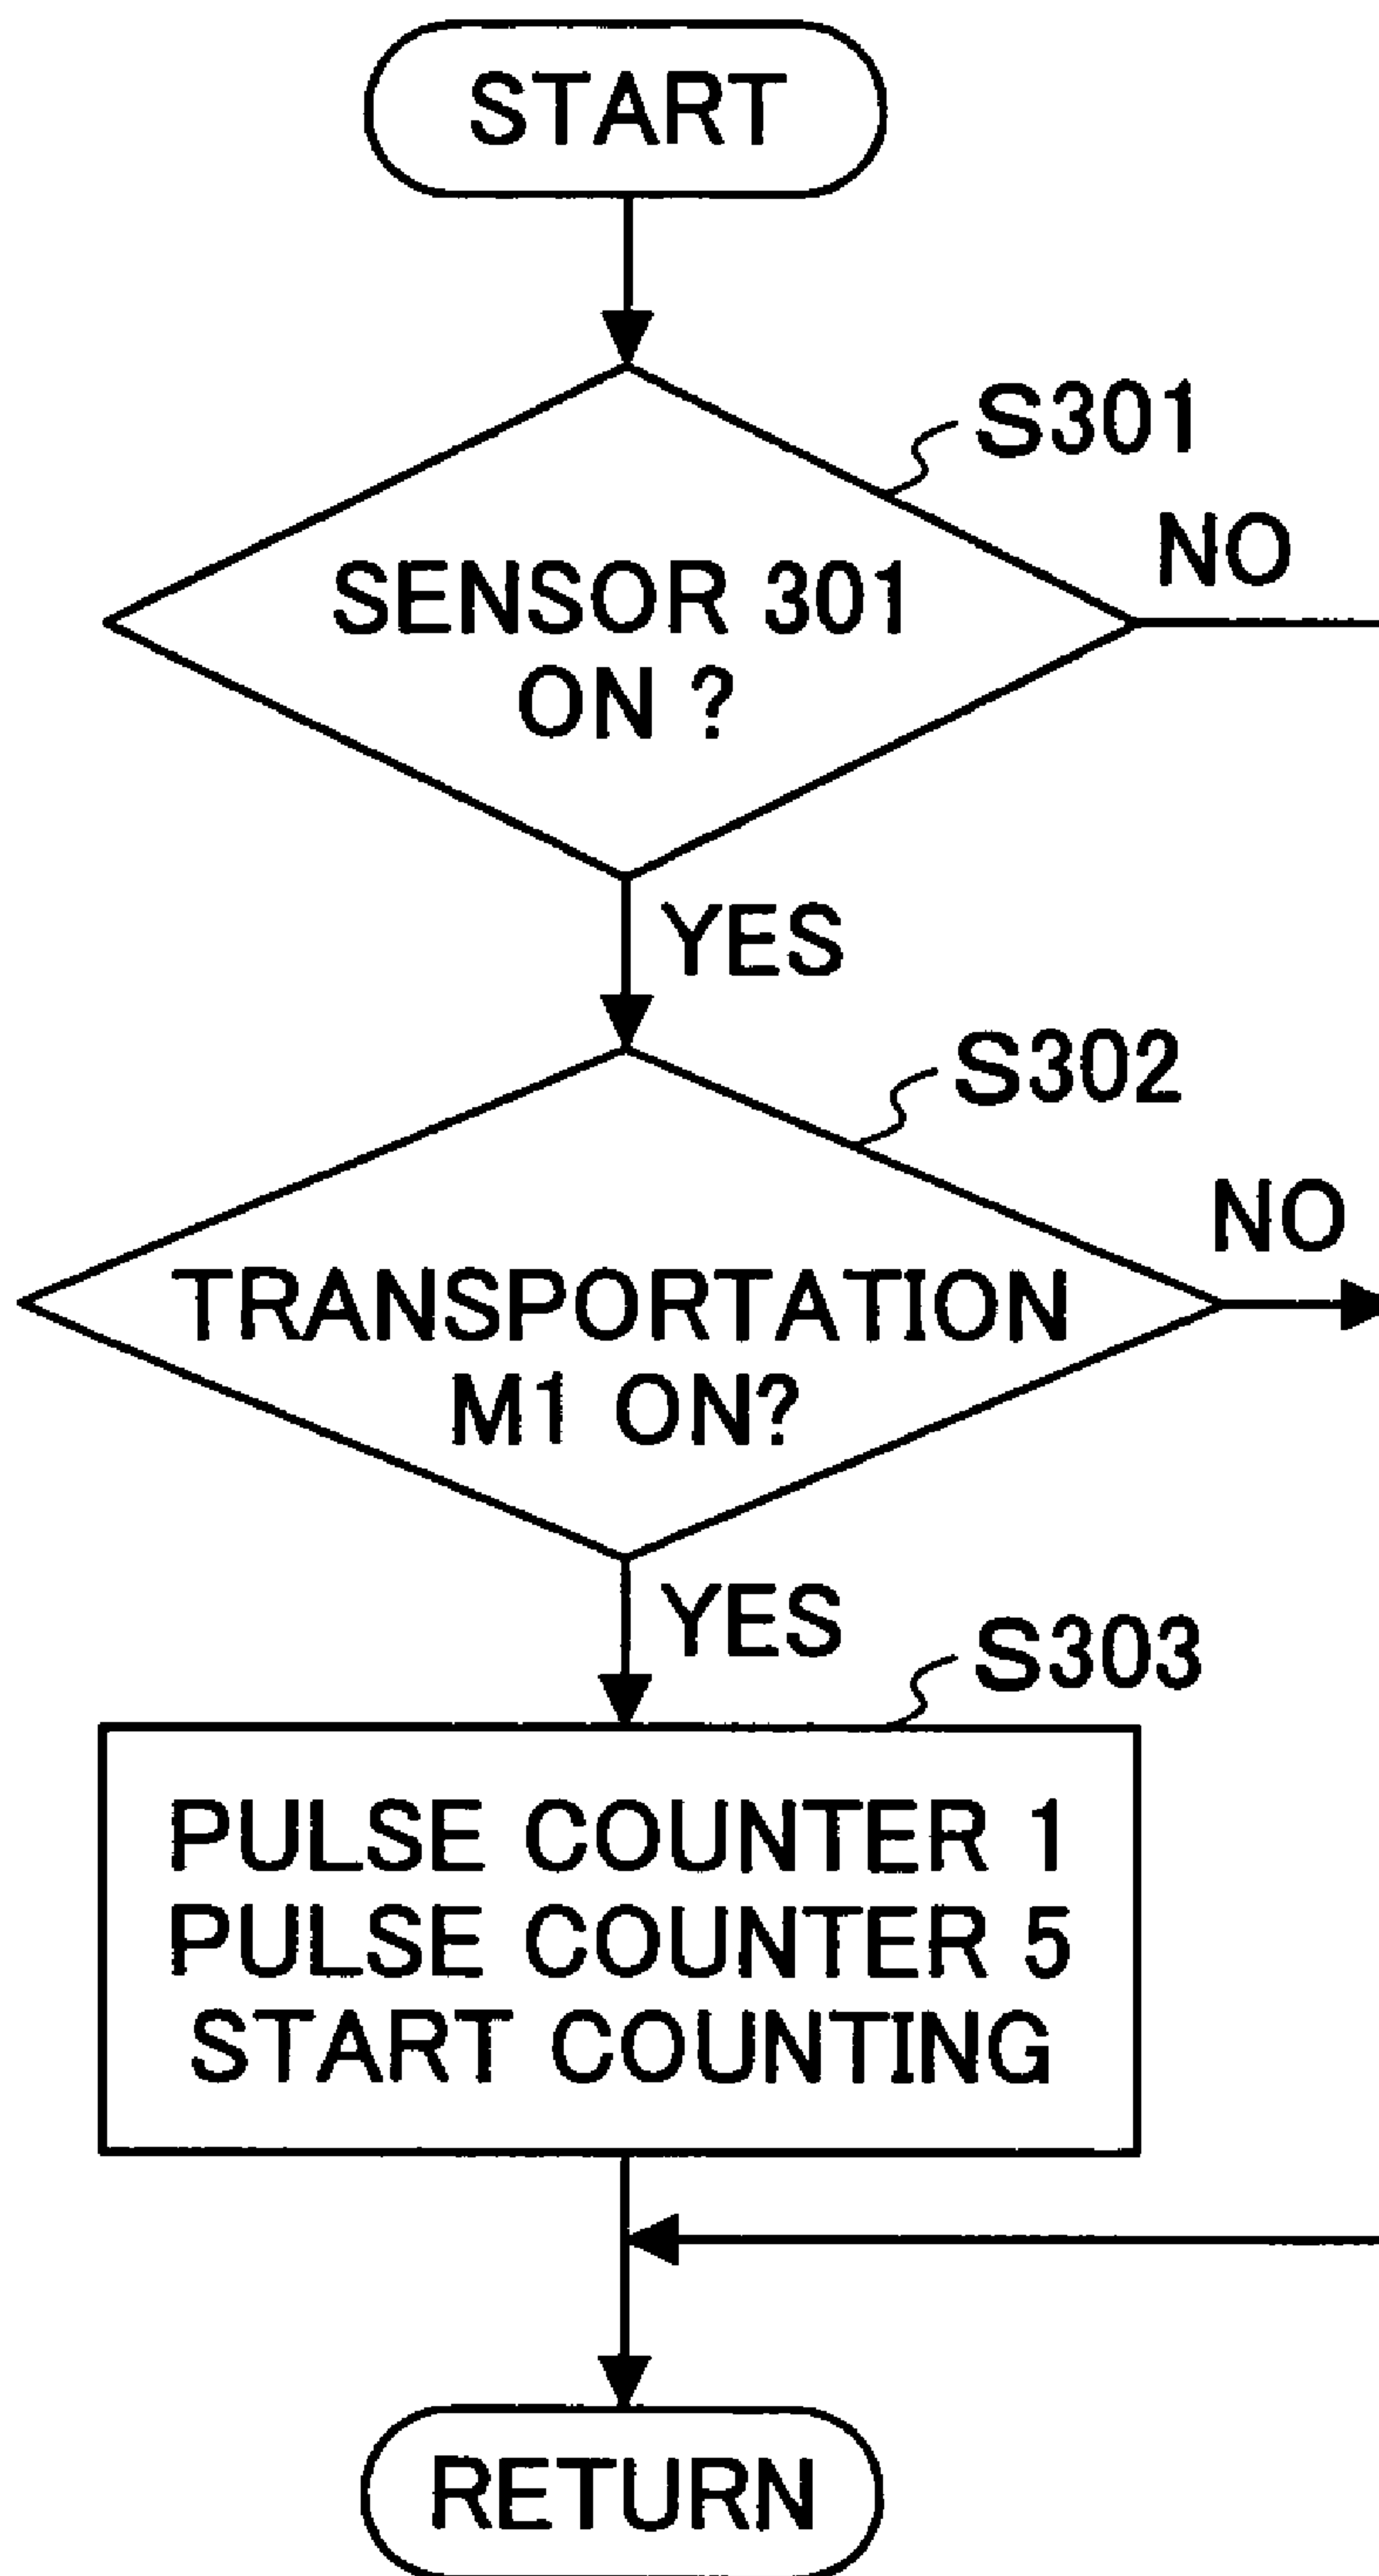 START
S301
NO
SENSOR 301
ON ?
YES
S302
NO
TRANSPORTATION
M1 ON?
YES
S303
PULSE COUNTER 1
PULSE COUNTER 5
START COUNTING
RETURN